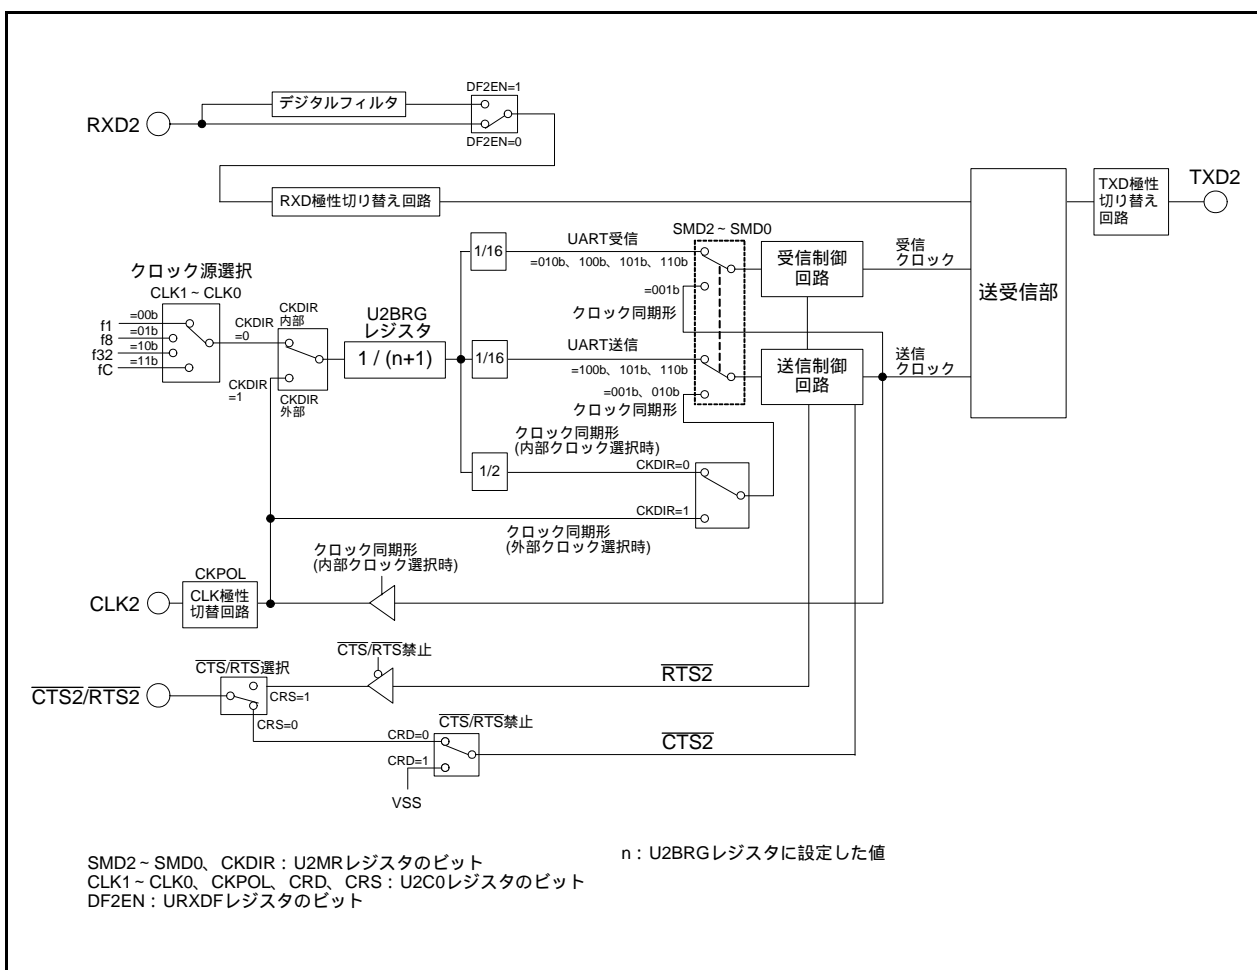 DF2EN=1
デジタルフィルタ
RXD2
DF2EN=0
RXD極性切り替え回路
TXD極性
切り替え
回路
TXD2
SMD2~SMD0
1/16
UART受信
=010b、100b、101b、110b
受信制御
回路
受信
クロック
送受信部
クロック源選択
CLK1~CLK0
=00b
f1
=01b
f8
=10b
f32
=11b
fC
CKDIR
=0
CKDIR
内部
U2BRG
レジスタ
1 / (n+1)
=001b
クロック同期形
1/16
UART送信
=100b、101b、110b
送信制御
回路
送信
クロック
CKDIR
=1
CKDIR
外部
=001b、010b
クロック同期形
クロック同期形
(内部クロック選択時)
1/2
CKDIR=0
CKDIR=1
クロック同期形
(外部クロック選択時)
クロック同期形
(内部クロック選択時)
CKPOL
CLK2
CLK極性
切替回路
CTS/RTS禁止
CTS/RTS選択
RTS2
CTS2/RTS2
CRS=1
CRS=0
CTS/RTS禁止
CRD=0
CTS2
CRD=1
VSS
SMD2~SMD0、CKDIR:U2MRレジスタのビット
n:U2BRGレジスタに設定した値
CLK1~CLK0、CKPOL、CRD、CRS:U2C0レジスタのビット
DF2EN:URXDFレジスタのビット